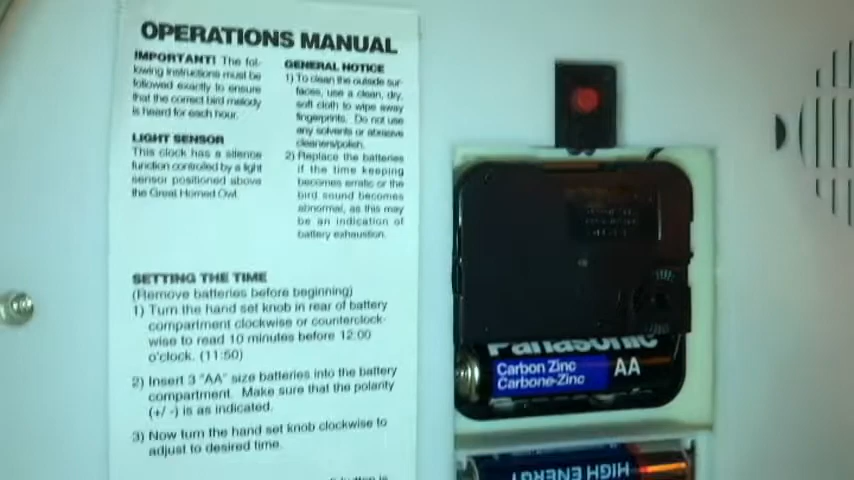 OPERATIONS MANUAL
IMPORTANT! The fol-
lowing instructions must be
followed exactly to ensure
that the correct bird melody
is heard for each hour.
LIGHT SENSOR
This clock has a silence
function controlled by a light
sensor positioned above
the Great Horned Owl.
GENERAL NOTICE
1) To clean the outside sur-
faces, use a clean, dry,
soft cloth to wipe away
fingerprints. Do not use
any solvents or abrasive
cleaners/polish.
2) Replace the batteries
if the time keeping
becomes erratic or the
bird sound becomes
abnormal, as this may
be an indication of
battery exhaustion.
SETTING THE TIME
(Remove batteries before beginning)
1) Turn the hand set knob in rear of battery
compartment clockwise or counterclock-
wise to read 10 minutes before 12:00
o'clock. (11:50)
2) Insert 3 "AA" size batteries into the battery
compartment. Make sure that the polarity
(+/ -) is as indicated.
3) Now turn the hand set knob clockwise to
adjust to desired time.
button is
Panasonic
Carbon Zinc
Carbone-Zinc
AA
HIGH ENERGY